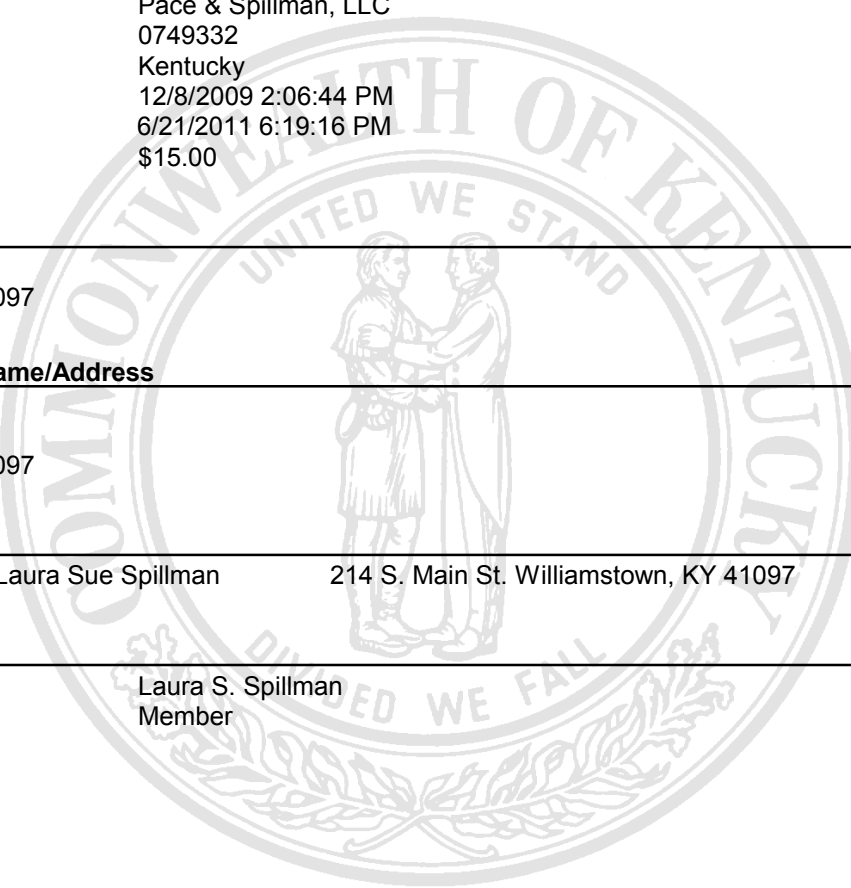 Pace & Spillman, LLC
0749332
Kentucky
12/8/2009 2:06:44 PM
6/21/2011 6:19:16 PM
$15.00
COMMONWEALTH OF KENTUCKY
UNITED WE STAND
097
ame/Address
097
Laura Sue Spillman 214 S. Main St. Williamstown, KY 41097
DIVIDED WE FALL
Laura S. Spillman
Member